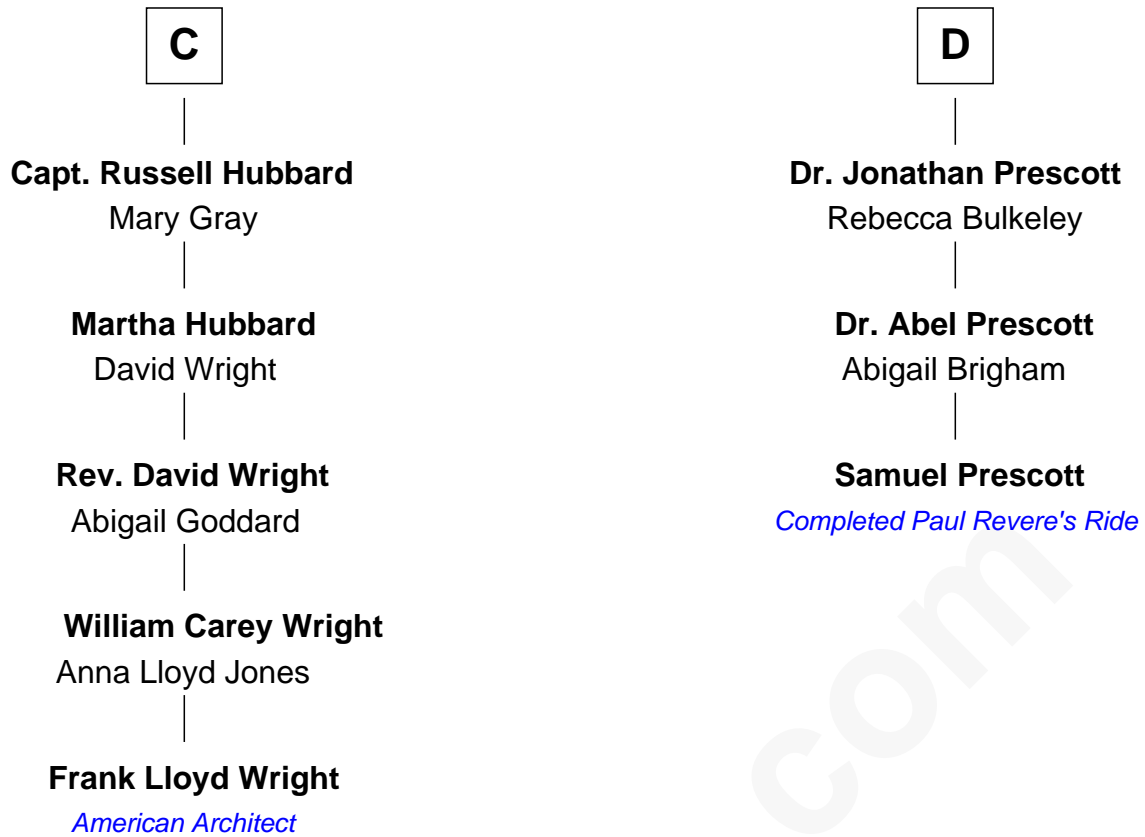 C
Capt. Russell Hubbard
Mary Gray
Martha Hubbard
David Wright
Rev. David Wright
Abigail Goddard
William Carey Wright
Anna Lloyd Jones
Frank Lloyd Wright
American Architect
D
Dr. Jonathan Prescott
Rebecca Bulkeley
Dr. Abel Prescott
Abigail Brigham
Samuel Prescott
Completed Paul Revere's Ride
com